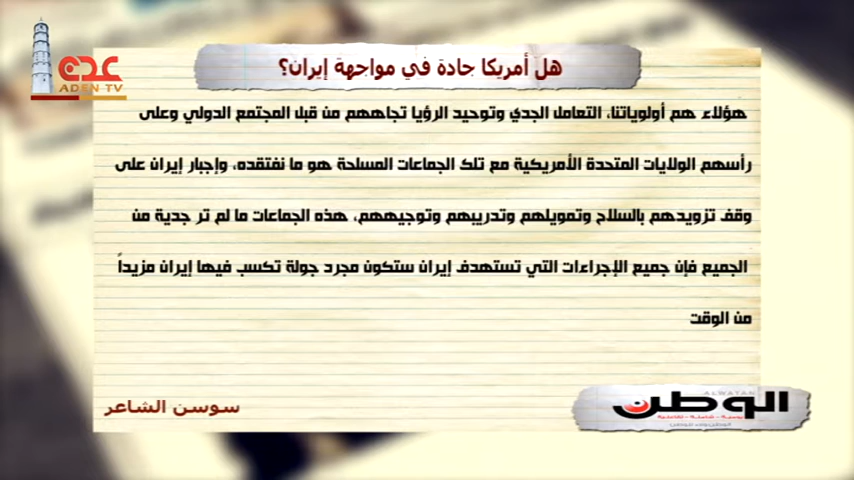 عدن
ADEN TV
هل أمريكا جادة في مواجهة إيران؟
هؤلاء هم أولوياتنا، التعامل الجدي وتوحيد الرؤيا تجاههم من قبل المجتمع الدولي وعلى
رأسهم الولايات المتحدة الأمريكية مع تلك الجماعات المسلحة هو ما نفتقده، وإجبار إيران على
وقف تزويدهم بالسلاح وتمويلهم وتدريبهم وتوجيههم، هذه الجماعات ما لم تر جدية من
الجميع فإن جميع الإجراءات التي تستهدف إيران ستكون مجرد جولة تكسب فيها إيران مزيداً
من الوقت
سوسن الشاعر
ALWATAN
الوطن